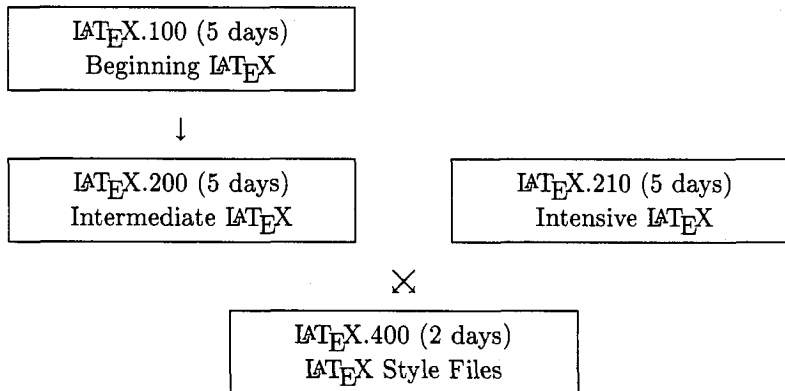 LATEX.100 (5 days)
Beginning LATEX
↓
LATEX.200 (5 days)
Intermediate LATEX
LATEX.210 (5 days)
Intensive LATEX
LATEX.400 (2 days)
LATEX Style Files